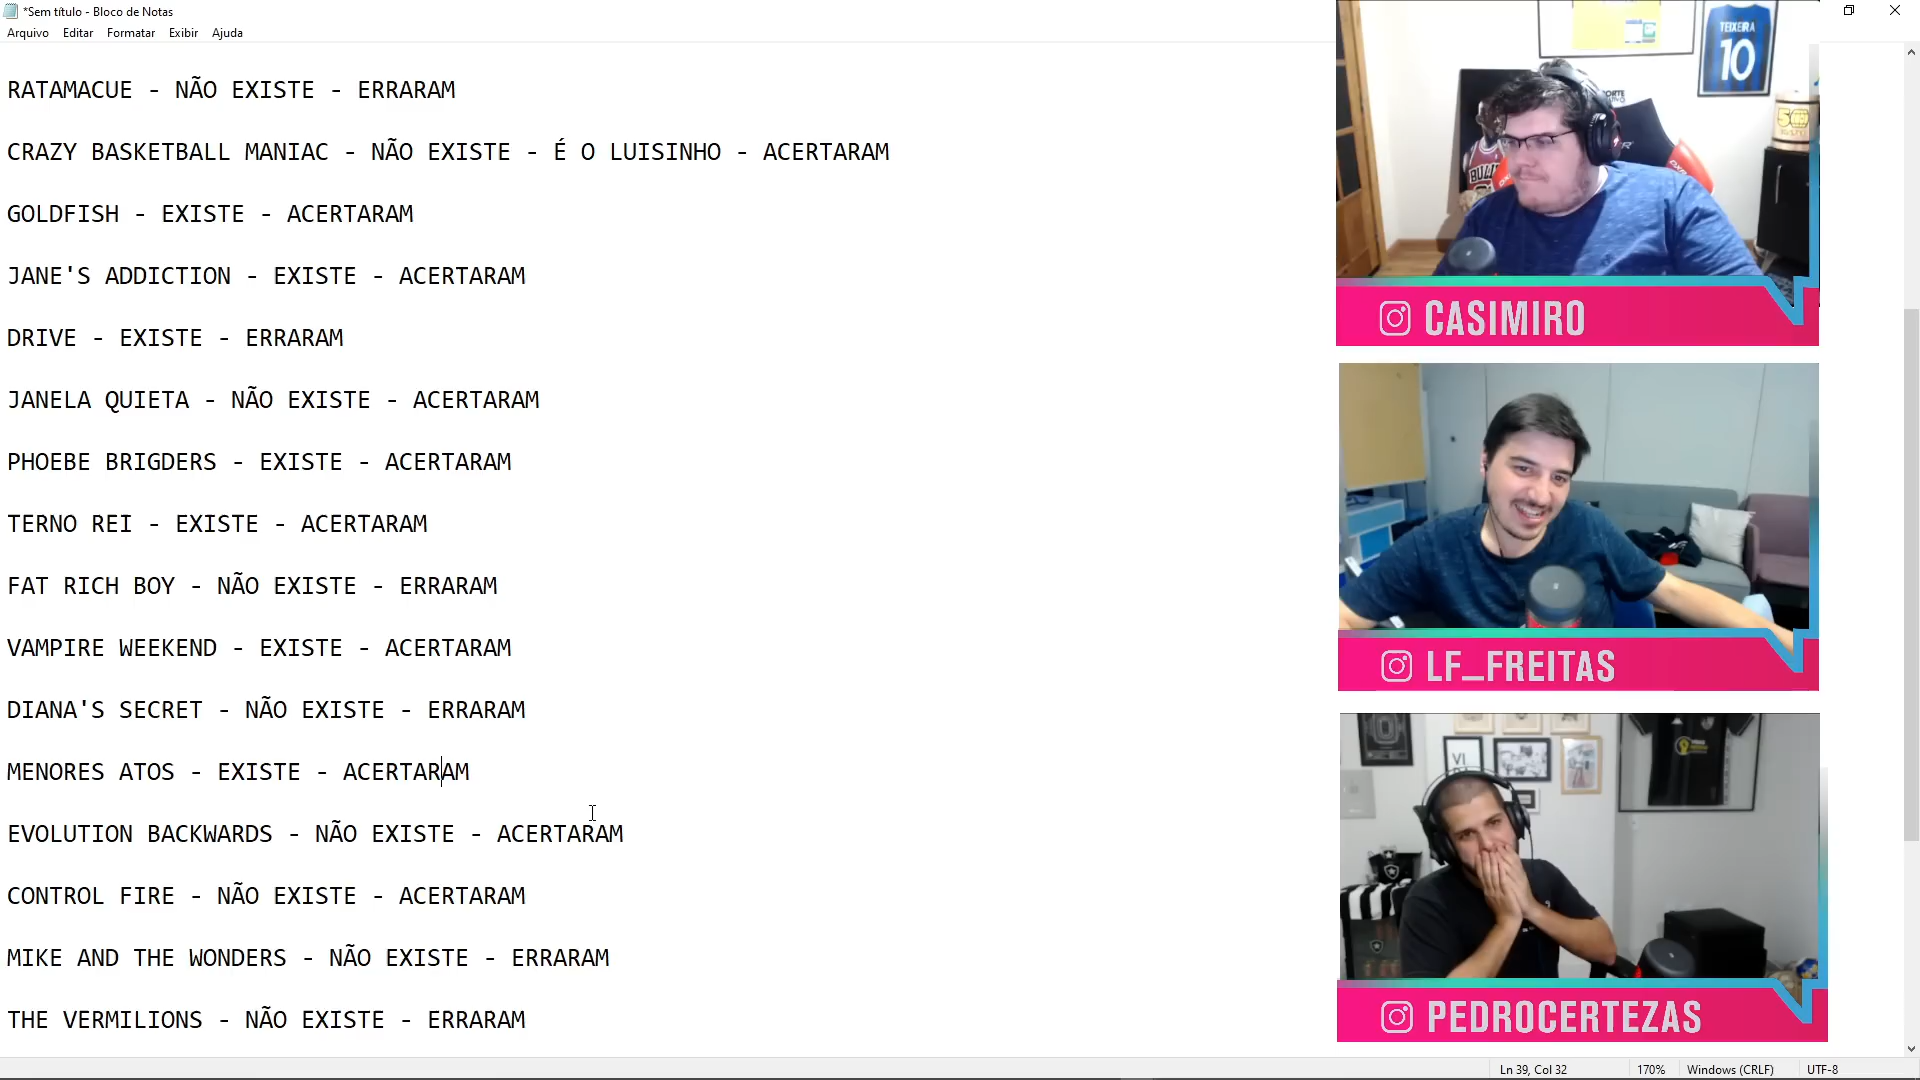 *Sem título - Bloco de Notas
Arquivo Editar Formatar Exibir Ajuda
RATAMACUE - NÃO EXISTE - ERRARAM
CRAZY BASKETBALL MANIAC - NÃO EXISTE - É O LUISINHO - ACERTARAM
GOLDFISH - EXISTE - ACERTARAM
JANE'S ADDICTION - EXISTE - ACERTARAM
DRIVE - EXISTE - ERRARAM
JANELA QUIETA - NÃO EXISTE - ACERTARAM
PHOEBE BRIGDERS - EXISTE - ACERTARAM
TERNO REI - EXISTE - ACERTARAM
FAT RICH BOY - NÃO EXISTE - ERRARAM
VAMPIRE WEEKEND - EXISTE - ACERTARAM
DIANA'S SECRET - NÃO EXISTE - ERRARAM
MENORES ATOS - EXISTE - ACERTARAM
EVOLUTION BACKWARDS - NÃO EXISTE - ACERTARAM
CONTROL FIRE - NÃO EXISTE - ACERTARAM
MIKE AND THE WONDERS - NÃO EXISTE - ERRARAM
THE VERMILIONS - NÃO EXISTE - ERRARAM
TEIXEIRA
10
BULL
CASIMIRO
LF_FREITAS
VI
PEDROCERTEZAS
Ln 39, Col 32
170%
Windows (CRLF)
UTF-8